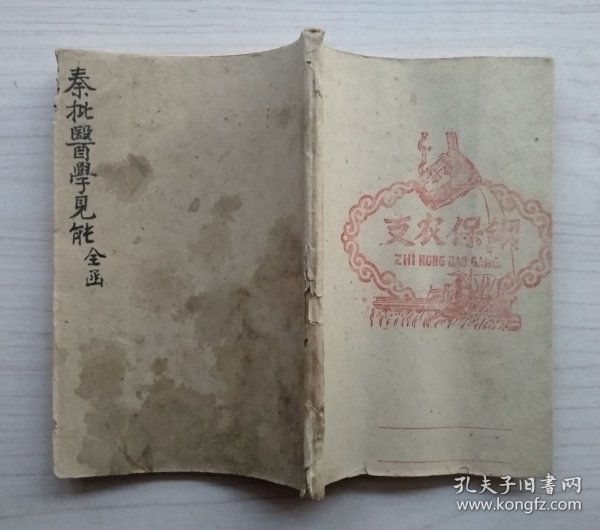 秦批醫學見能
全函
支农保钢
ZHI NONG BAO GANG.
孔夫子旧书网
www.kongfz.com